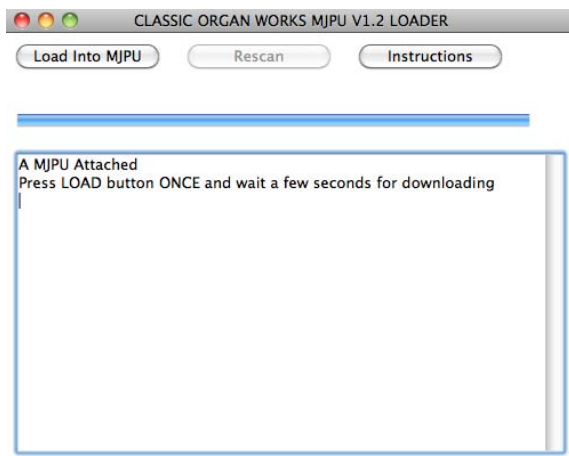 CLASSIC ORGAN WORKS MJPU V1.2 LOADER
Load Into MJPU Rescan Instructions
A MJPU Attached
Press LOAD button ONCE and wait a few seconds for downloading